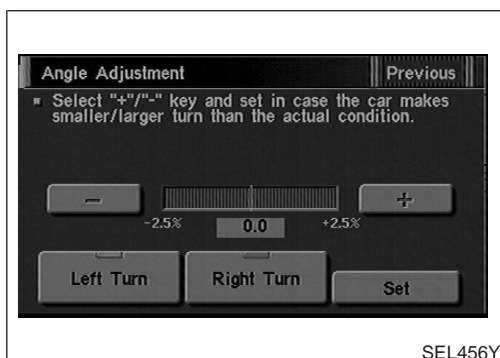 Angle Adjustment
Previous
Select "+"/"-" key and set in case the car makes
smaller/larger turn than the actual condition.
− +
-2.5% 0.0 +2.5%
Left Turn Right Turn Set
SEL456Y